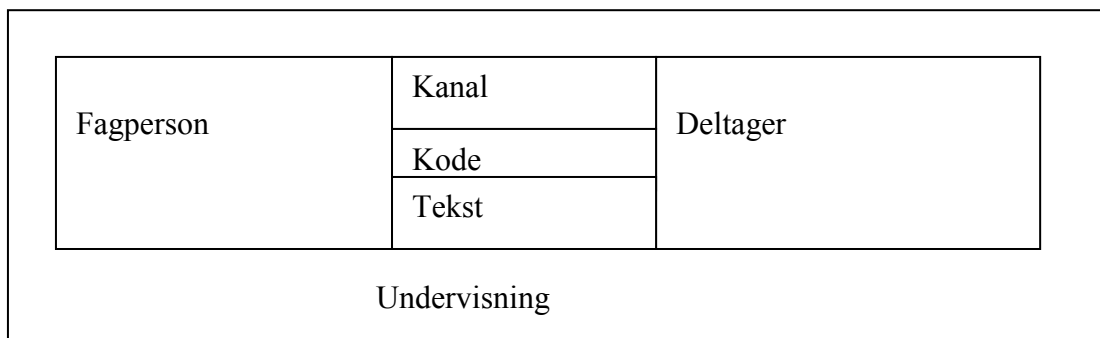 Kanal
Fagperson
Deltager
Kode
Tekst
Undervisning